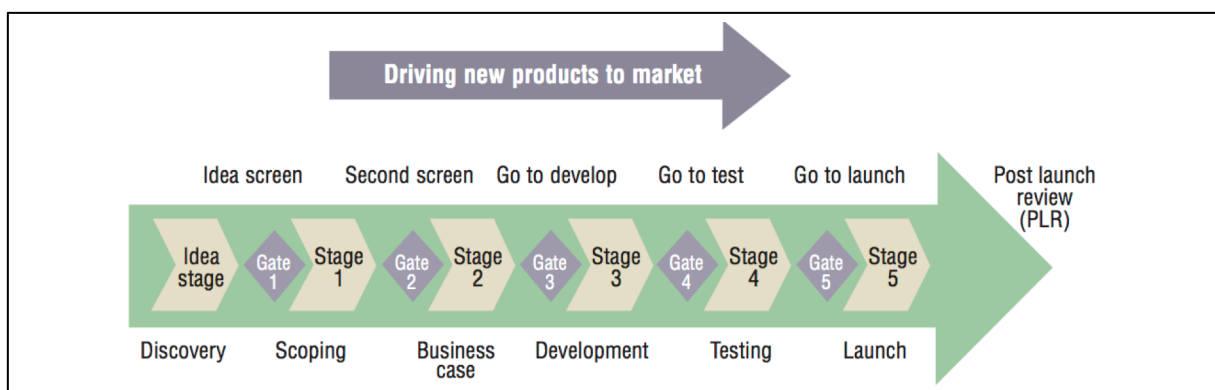 Driving new products to market
Idea screen
Second screen
Go to develop
Go to test
Go to launch
Post launch
review
(PLR)
Idea
stage
Gate
1
Stage
1
Gate
2
Stage
2
Gate
3
Stage
3
Gate
4
Stage
4
Gate
5
Stage
5
Discovery
Scoping
Business
case
Development
Testing
Launch